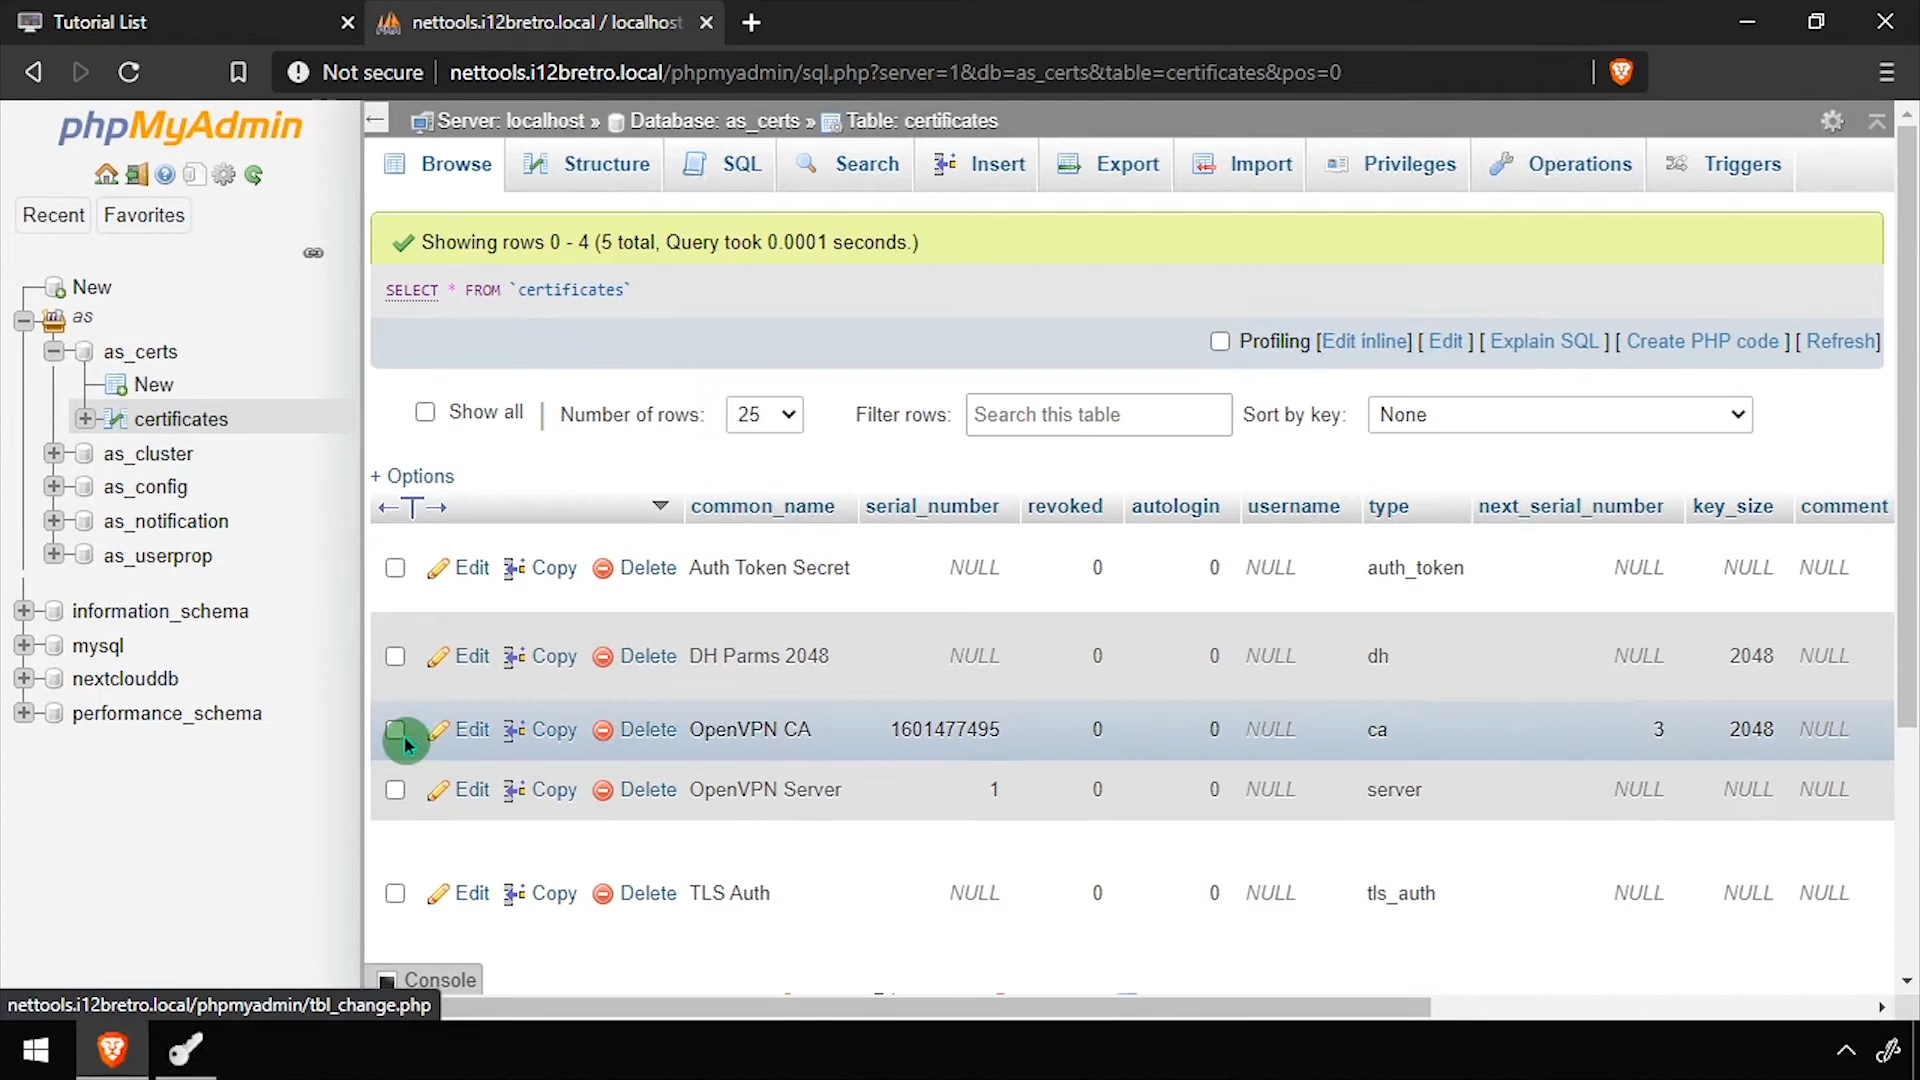 Tutorial List
nettools.i12bretro.local / localhost
Not secure
nettools.i12bretro.local/phpmyadmin/sql.php?server=1&db=as_certs&table=certificates&pos=0
phpMyAdmin
Recent
Favorites
New
as
as_certs
New
certificates
as_cluster
as_config
as_notification
as_userprop
information_schema
mysql
nextclouddb
performance_schema
Server: localhost » Database: as_certs » Table: certificates
Browse Structure SQL Search Insert Export Import Privileges Operations Triggers
Showing rows 0 - 4 (5 total, Query took 0.0001 seconds.)
SELECT * FROM `certificates`
Profiling [Edit inline] [ Edit ] [ Explain SQL ] [ Create PHP code ] [ Refresh]
Show all Number of rows: 25 Filter rows: Search this table Sort by key: None
+ Options
←T→ common_name serial_number revoked autologin username type next_serial_number key_size comment
Edit Copy Delete Auth Token Secret NULL 0 0 NULL auth_token NULL NULL NULL
Edit Copy Delete DH Parms 2048 NULL 0 0 NULL dh NULL 2048 NULL
Edit Copy Delete OpenVPN CA 1601477495 0 0 NULL ca 3 2048 NULL
Edit Copy Delete OpenVPN Server 1 0 0 NULL server NULL NULL NULL
Edit Copy Delete TLS Auth NULL 0 0 NULL tls_auth NULL NULL NULL
Console
nettools.i12bretro.local/phpmyadmin/tbl_change.php